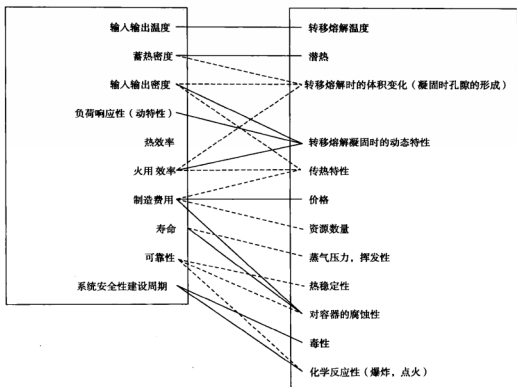 输入输出温度
蓄热密度
输入输出密度
负荷响应性（动特性）
热效率
火用 效率
制造费用
寿命
可靠性
系统安全性建设周期
转移熔解温度
潜热
转移熔解时的体积变化（凝固时孔隙的形成）
转移熔解凝固时的动态特性
传热特性
价格
资源数量
蒸气压力，挥发性
热稳定性
对容器的腐蚀性
毒性
化学反应性（爆炸，点火）